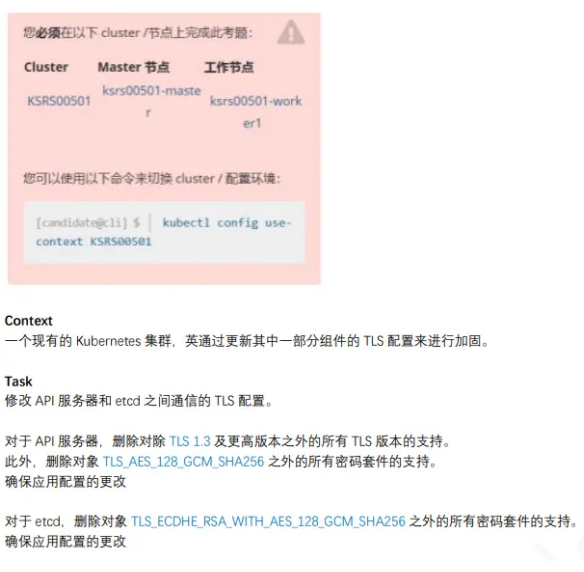 您必须在以下 cluster /节点上完成此考题：
Cluster Master 节点 工作节点
KSRS00501 ksrs00501-maste ksrs00501-work
r er1
您可以使用以下命令来切换 cluster / 配置环境：
[candidate@cli] $ | kubectl config use-
context KSRS00501
Context
一个现有的 Kubernetes 集群，英通过更新其中一部分组件的 TLS 配置来进行加固。
Task
修改 API 服务器和 etcd 之间通信的 TLS 配置。
对于 API 服务器，删除对除 TLS 1.3 及更高版本之外的所有 TLS 版本的支持。
此外，删除对象 TLS_AES_128_GCM_SHA256 之外的所有密码套件的支持。
确保应用配置的更改
对于 etcd，删除对象 TLS_ECDHE_RSA_WITH_AES_128_GCM_SHA256 之外的所有密码套件的支持。
确保应用配置的更改